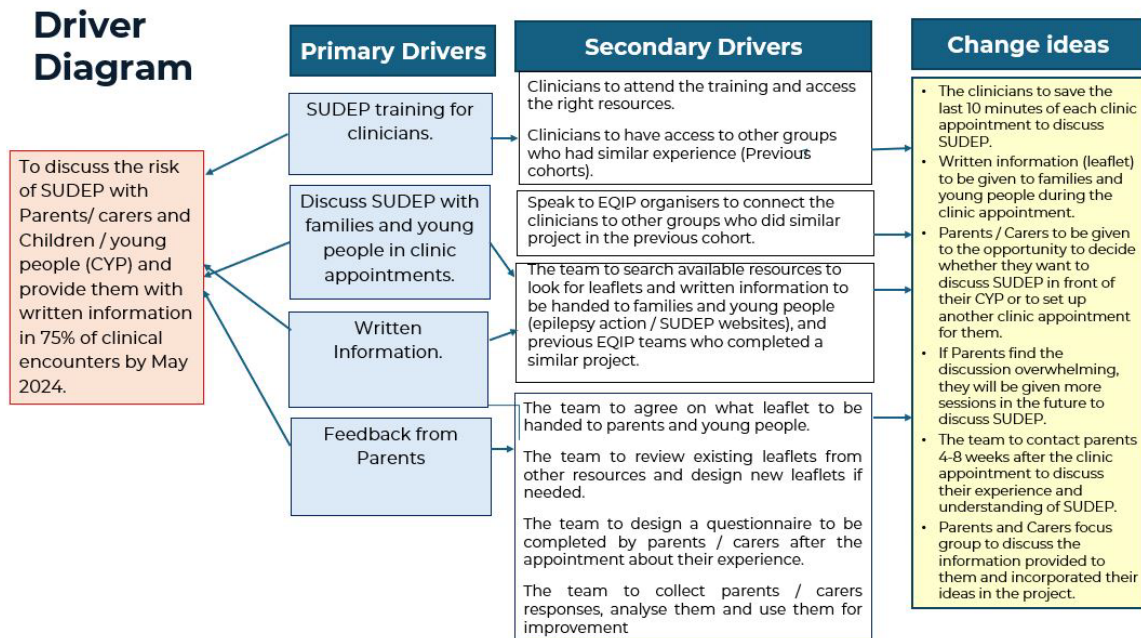 Driver
Diagram
Primary Drivers
Secondary Drivers
Change ideas
To discuss the risk
of SUDEP with
Parents/ carers and
Children / young
people (CYP) and
provide them with
written information
in 75% of clinical
encounters by May
2024.
SUDEP training for
clinicians.
Discuss SUDEP with
families and young
people in clinic
appointments.
Written
Information.
Feedback from
Parents
Clinicians to attend the training and access
the right resources.
Clinicians to have access to other groups
who had similar experience (Previous
cohorts).
Speak to EQIP organisers to connect the
clinicians to other groups who did similar
project in the previous cohort.
The team to search available resources to
look for leaflets and written information to
be handed to families and young people
(epilepsy action / SUDEP websites), and
previous EQIP teams who completed a
similar project.
The team to agree on what leaflet to be
handed to parents and young people.
The team to review existing leaflets from
other resources and design new leaflets if
needed.
The team to design a questionnaire to be
completed by parents / carers after the
appointment about their experience.
The team to collect parents / carers
responses, analyse them and use them for
improvement
• The clinicians to save the
last 10 minutes of each clinic
appointment to discuss
SUDEP.
• Written information (leaflet)
to be given to families and
young people during the
clinic appointment.
• Parents / Carers to be given
to the opportunity to decide
whether they want to
discuss SUDEP in front of
their CYP or to set up
another clinic appointment
for them.
• If Parents find the
discussion overwhelming,
they will be given more
sessions in the future to
discuss SUDEP.
• The team to contact parents
4-8 weeks after the clinic
appointment to discuss
their experience and
understanding of SUDEP.
• Parents and Carers focus
group to discuss the
information provided to
them and incorporated their
ideas in the project.